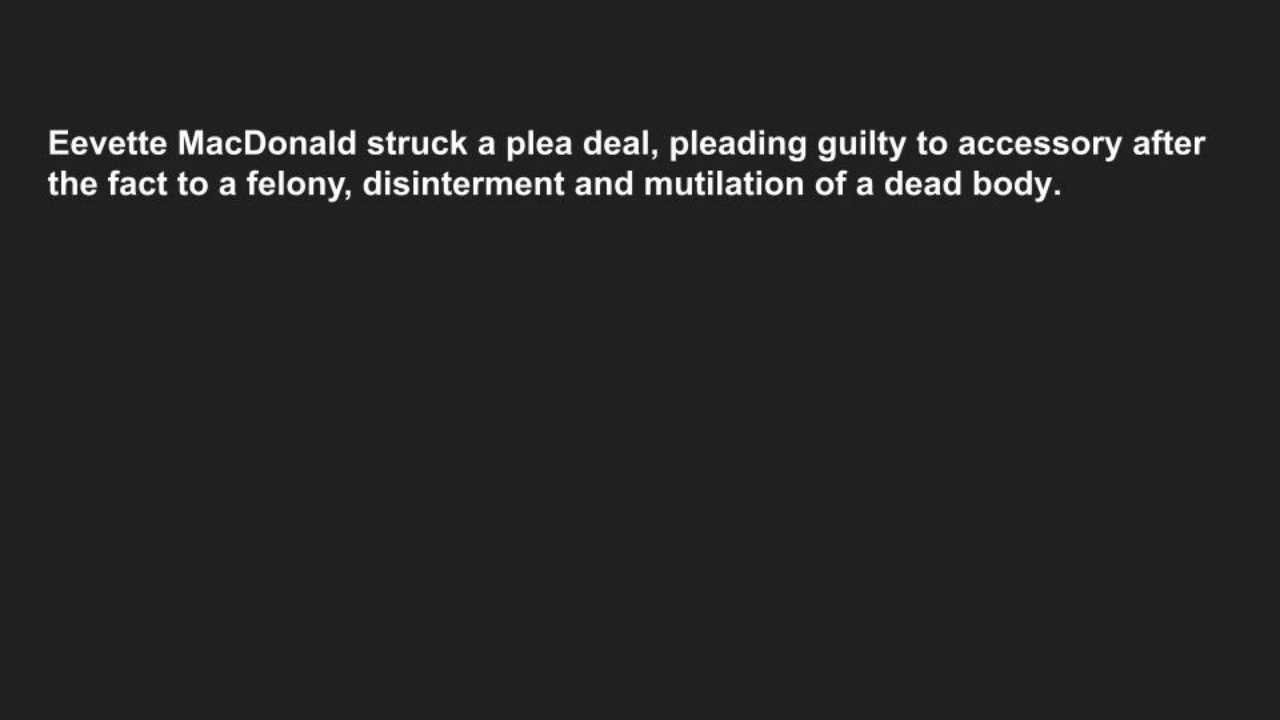 Eevette MacDonald struck a plea deal, pleading guilty to accessory after
the fact to a felony, disinterment and mutilation of a dead body.